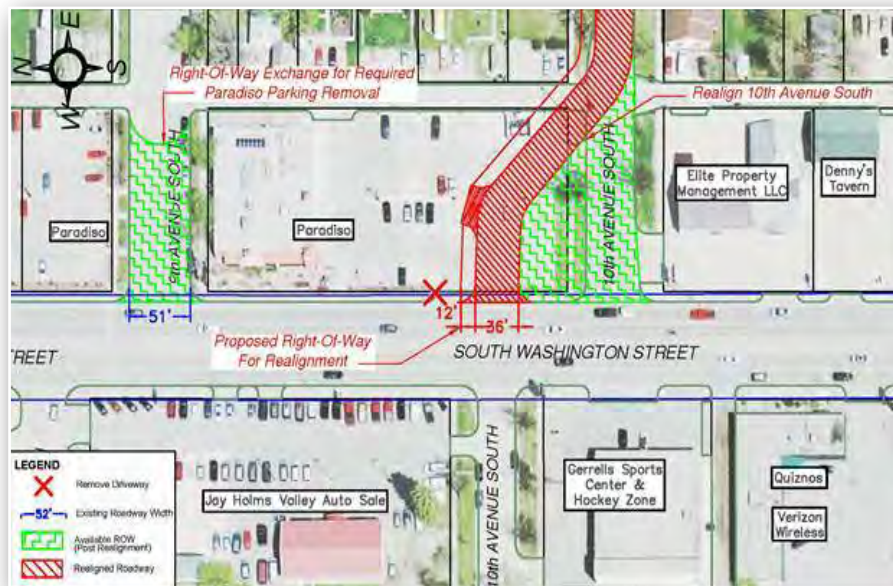 N
E
S
W
Right-Of-Way Exchange for Required
Paradiso Parking Removal
Realign 10th Avenue South
9TH AVENUE SOUTH
10TH AVENUE SOUTH
Elite Property
Management LLC
Denny's
Tavern
Paradiso
Paradiso
51'
12'
36'
Proposed Right-Of-Way
For Realignment
TREET
SOUTH WASHINGTON STREET
10TH AVENUE SOUTH
Jay Holms Valley Auto Sale
Gerrells Sports
Center &
Hockey Zone
Quiznos
Verizon
Wireless
LEGEND
Remove Driveway
52'
Existing Roadway Width
Available ROW
(Post Realignment)
Realigned Roadway